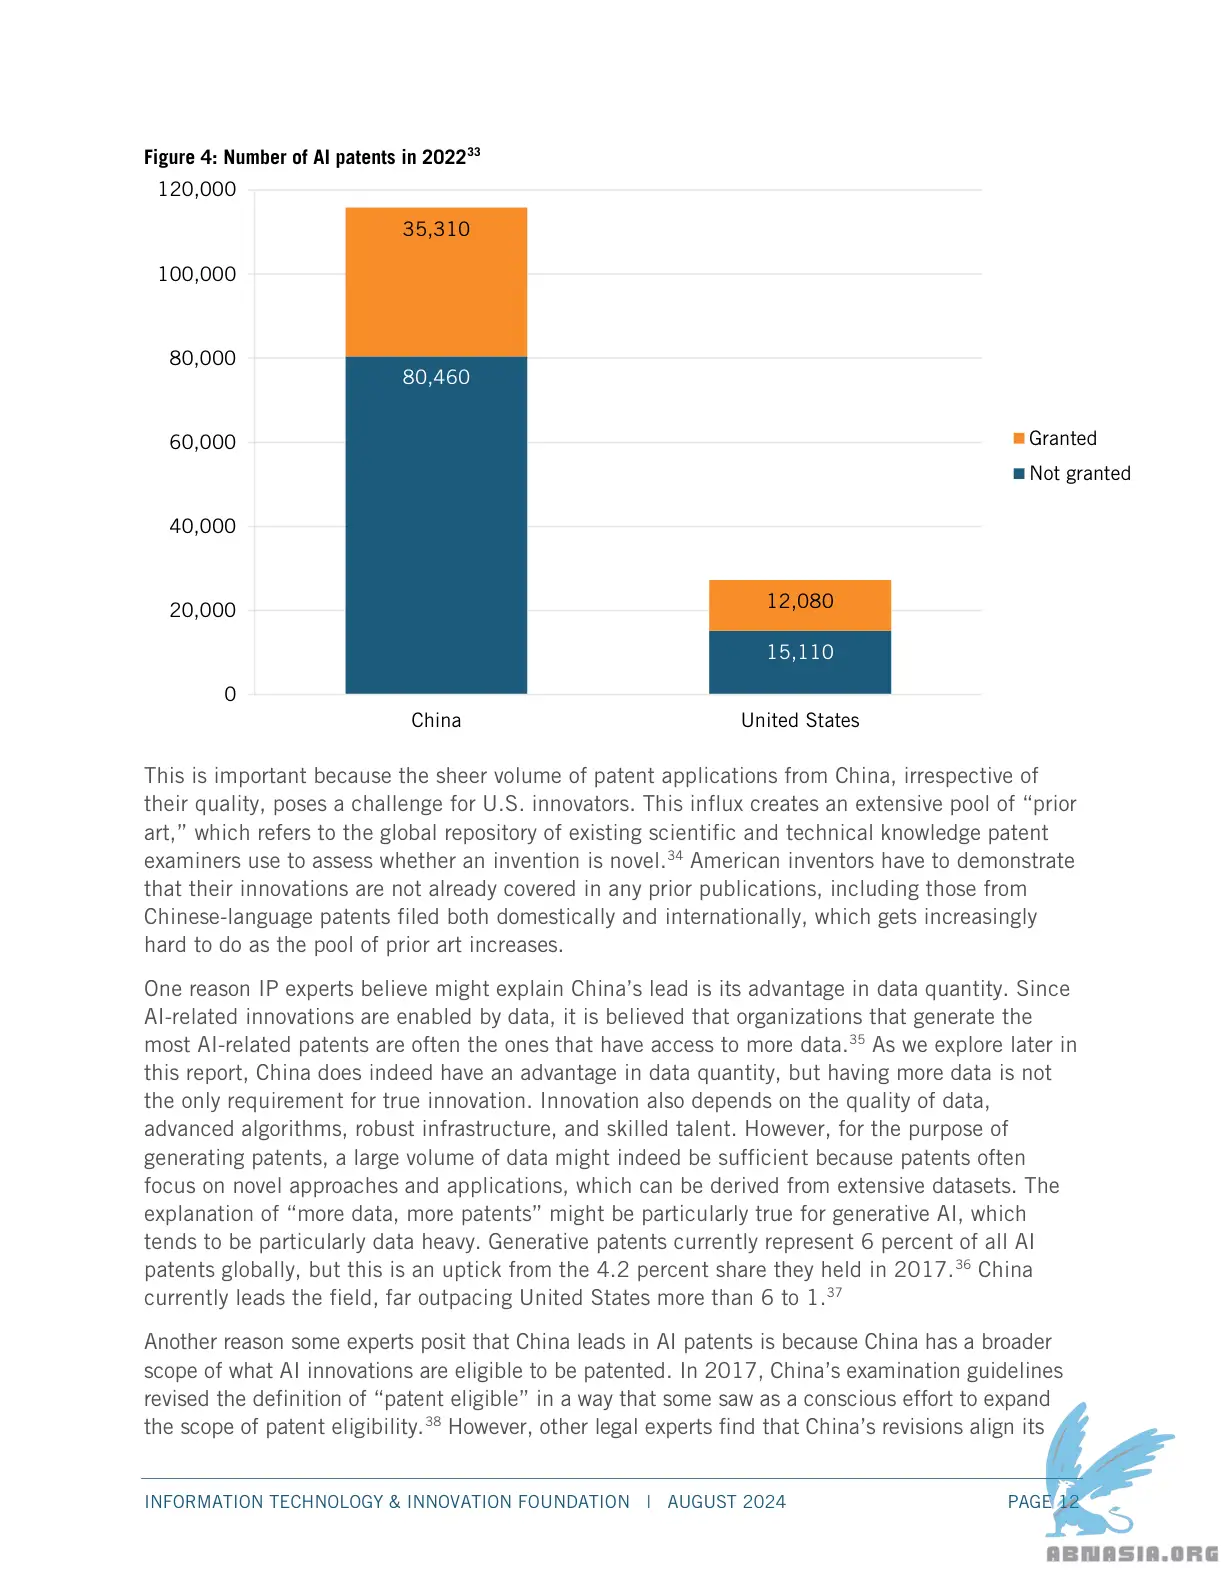 Figure 4: Number of AI patents in 2022³³
120,000
100,000
80,000
60,000
40,000
20,000
0
35,310
80,460
12,080
15,110
China
United States
Granted
Not granted
This is important because the sheer volume of patent applications from China, irrespective of
their quality, poses a challenge for U.S. innovators. This influx creates an extensive pool of “prior
art,” which refers to the global repository of existing scientific and technical knowledge patent
examiners use to assess whether an invention is novel.³⁴ American inventors have to demonstrate
that their innovations are not already covered in any prior publications, including those from
Chinese-language patents filed both domestically and internationally, which gets increasingly
hard to do as the pool of prior art increases.
One reason IP experts believe might explain China’s lead is its advantage in data quantity. Since
AI-related innovations are enabled by data, it is believed that organizations that generate the
most AI-related patents are often the ones that have access to more data.³⁵ As we explore later in
this report, China does indeed have an advantage in data quantity, but having more data is not
the only requirement for true innovation. Innovation also depends on the quality of data,
advanced algorithms, robust infrastructure, and skilled talent. However, for the purpose of
generating patents, a large volume of data might indeed be sufficient because patents often
focus on novel approaches and applications, which can be derived from extensive datasets. The
explanation of “more data, more patents” might be particularly true for generative AI, which
tends to be particularly data heavy. Generative patents currently represent 6 percent of all AI
patents globally, but this is an uptick from the 4.2 percent share they held in 2017.³⁶ China
currently leads the field, far outpacing United States more than 6 to 1.³⁷
Another reason some experts posit that China leads in AI patents is because China has a broader
scope of what AI innovations are eligible to be patented. In 2017, China’s examination guidelines
revised the definition of “patent eligible” in a way that some saw as a conscious effort to expand
the scope of patent eligibility.³⁸ However, other legal experts find that China’s revisions align its
INFORMATION TECHNOLOGY & INNOVATION FOUNDATION | AUGUST 2024
PAGE 12
ABNASIA.ORG